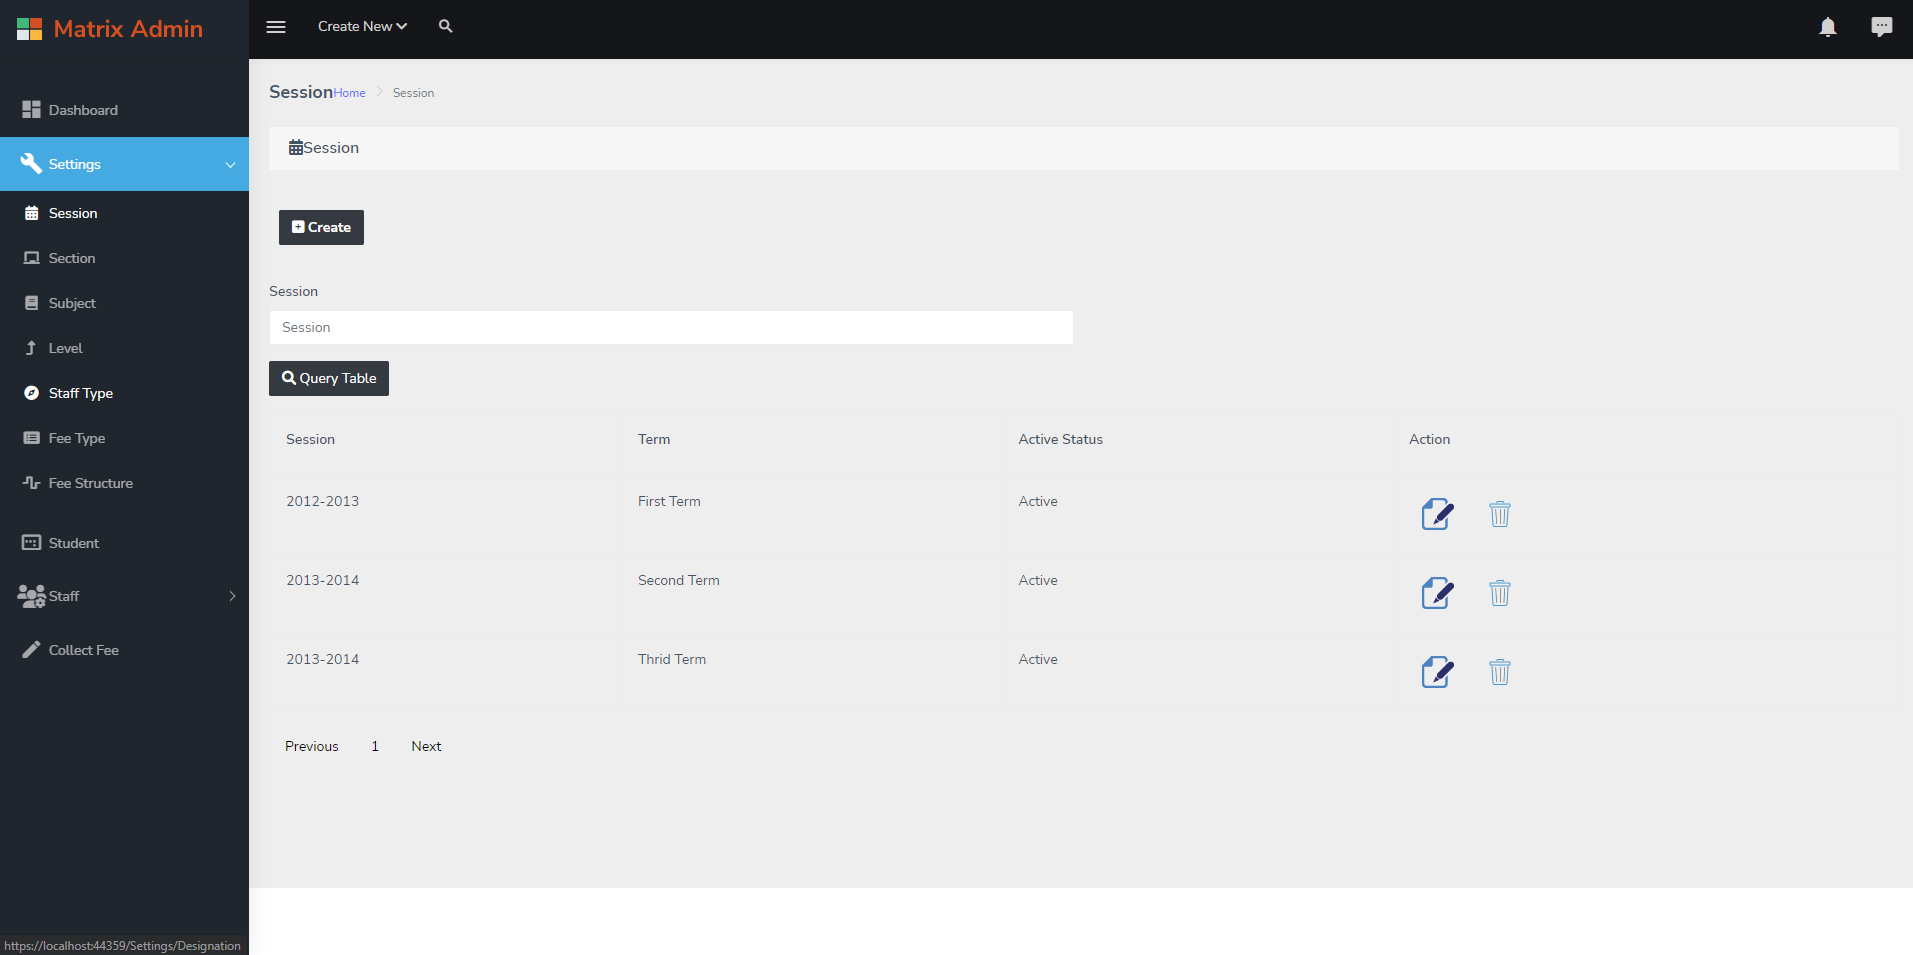 Matrix Admin
Create New
Dashboard
Settings
Session
Section
Subject
Level
Staff Type
Fee Type
Fee Structure
Student
Staff
Collect Fee
Session Home Session
Session
Create
Session
Session
Query Table
Session Term Active Status Action
2012-2013 First Term Active
2013-2014 Second Term Active
2013-2014 Thrid Term Active
Previous 1 Next
https://localhost:44359/Settings/Designation